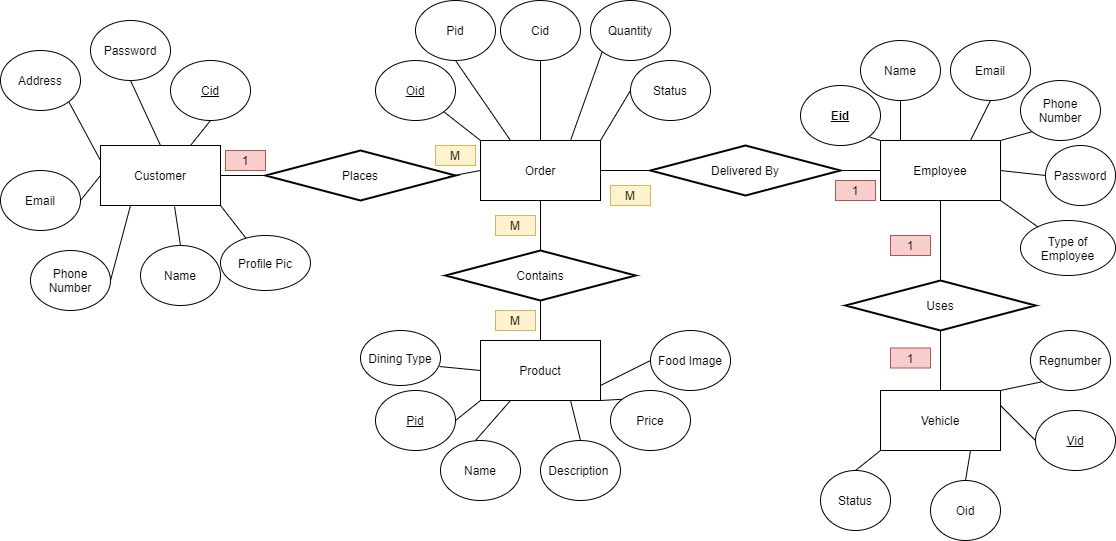 Pid
Cid
Quantity
Password
Address
Cid
Oid
Status
Name
Email
Phone
Number
Eid
1
M
Customer
Places
Order
Delivered By
Employee
Password
M
1
Email
M
1
Type of
Employee
Phone
Number
Name
Profile Pic
Contains
Uses
M
1
Dining Type
Product
Food Image
Regnumber
Pid
Price
Vehicle
Vid
Name
Description
Status
Oid